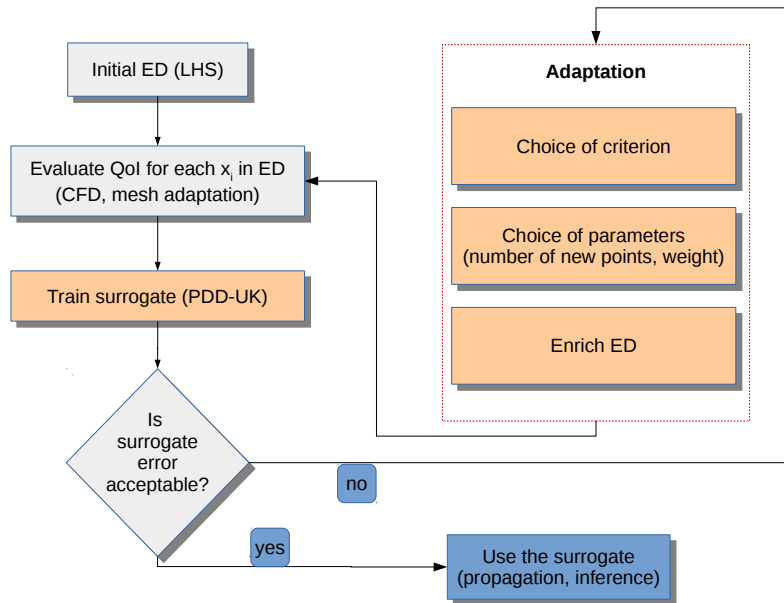 Initial ED (LHS)
Evaluate QoI for each xi in ED
(CFD, mesh adaptation)
Train surrogate (PDD-UK)
Is
surrogate
error
acceptable?
no
yes
Adaptation
Choice of criterion
Choice of parameters
(number of new points, weight)
Enrich ED
Use the surrogate
(propagation, inference)